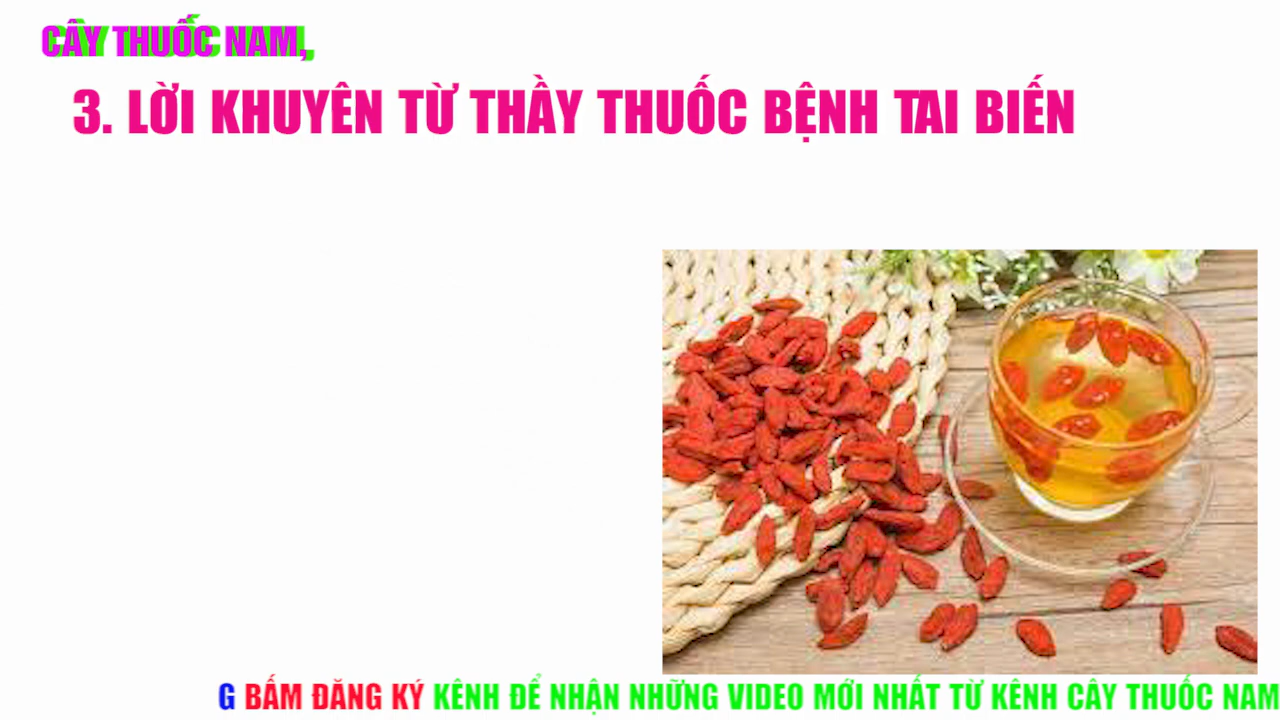 CÂY THUỐC NAM,
3. LỜI KHUYÊN TỪ THẦY THUỐC BỆNH TAI BIẾN
G BẤM ĐĂNG KÝ KÊNH ĐỂ NHẬN NHỮNG VIDEO MỚI NHẤT TỪ KÊNH CÂY THUỐC NAM